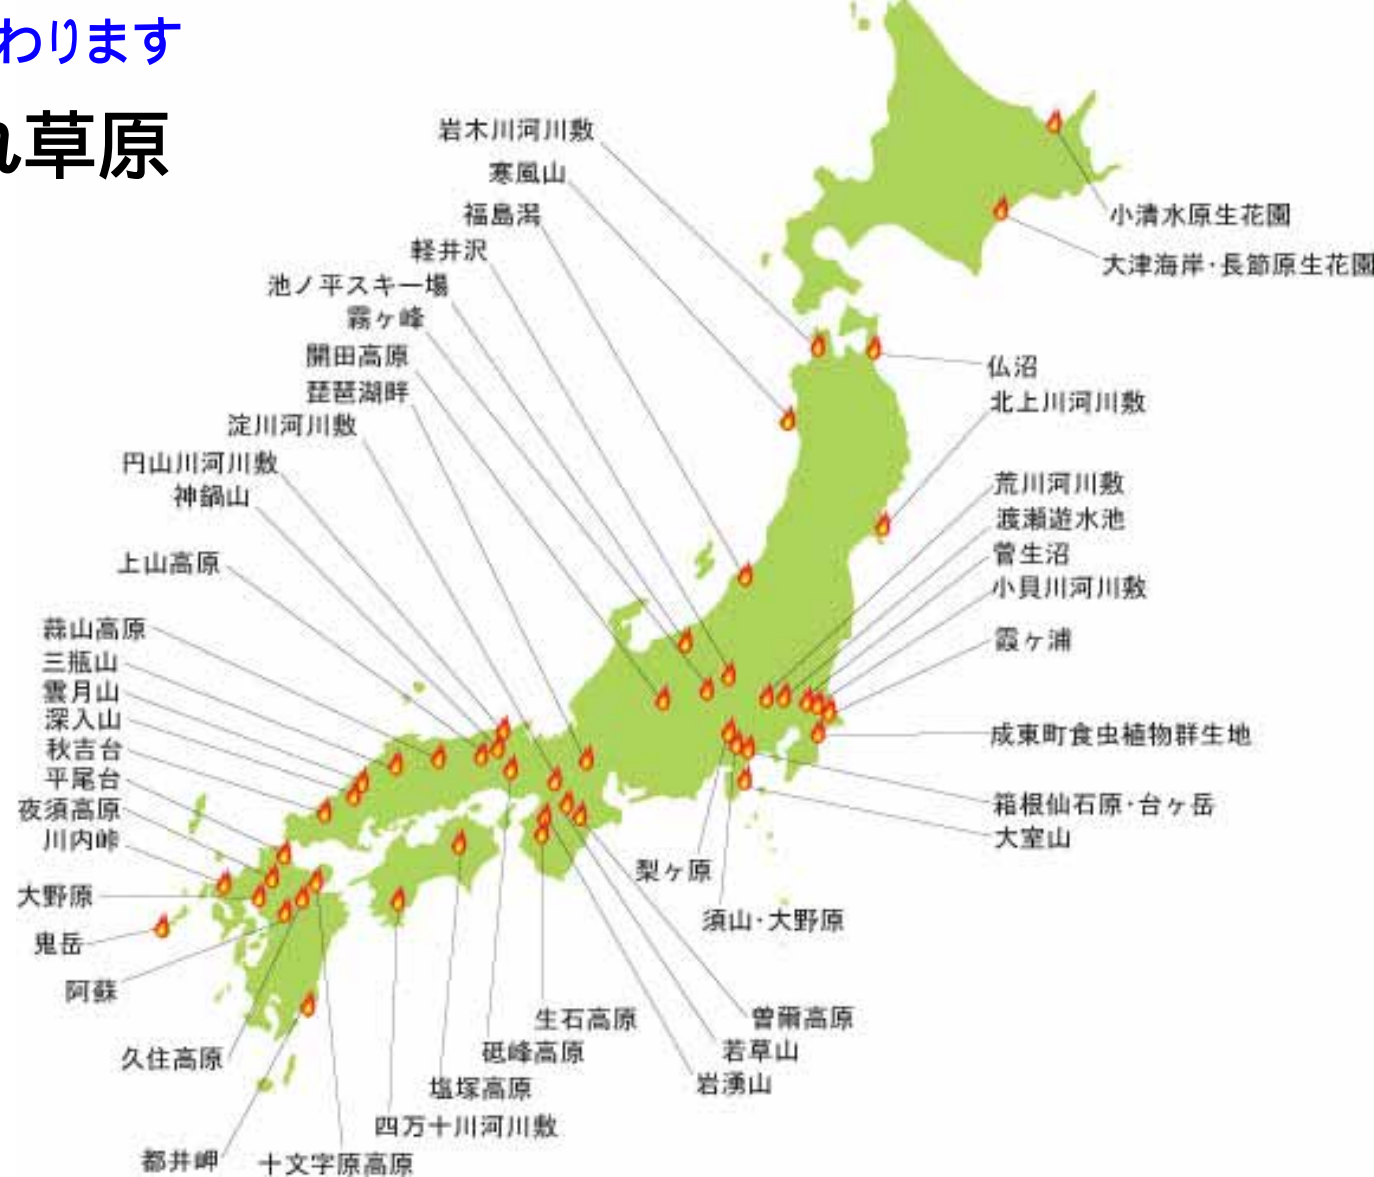 わります
れ草原
岩木川河川敷
寒風山
福島潟
軽井沢
池ノ平スキー場
霧ヶ峰
開田高原
琵琶湖畔
淀川河川敷
円山川河川敷
神鍋山
上山高原
蒜山高原
三瓶山
雲月山
深入山
秋吉台
平尾台
夜須高原
川内峠
大野原
鬼岳
阿蘇
久住高原
都井岬
十文字原高原
四万十川河川敷
塩塚高原
砥峰高原
生石高原
岩湧山
若草山
曽爾高原
須山・大野原
梨ヶ原
小清水原生花園
大津海岸・長節原生花園
仏沼
北上川河川敷
荒川河川敷
渡瀬遊水池
菅生沼
小貝川河川敷
霞ヶ浦
成東町食虫植物群生地
箱根仙石原・台ヶ岳
大室山